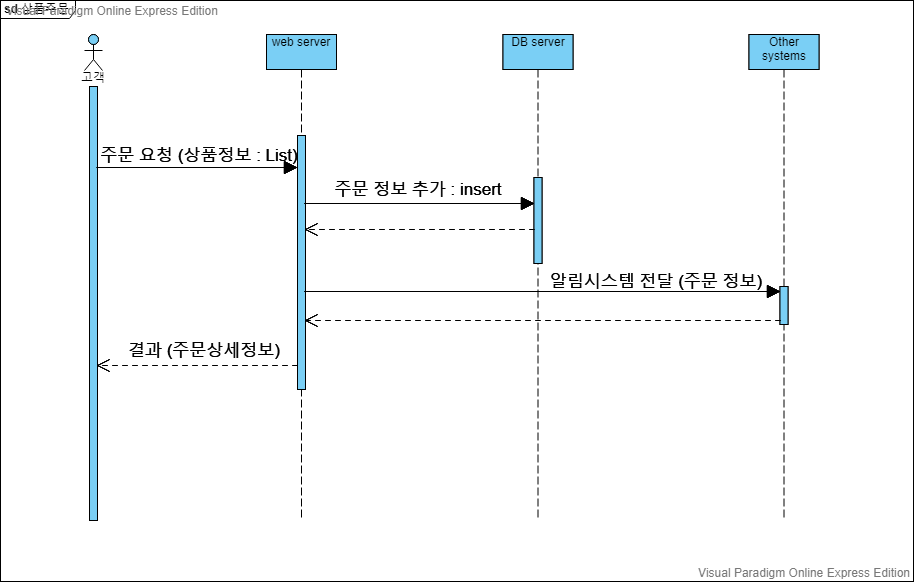 sd 상품주문
Visual Paradigm Online Express Edition
고객
web server
DB server
Other
systems
주문 요청 (상품정보 : List)
주문 정보 추가 : insert
알림시스템 전달 (주문 정보)
결과 (주문상세정보)
Visual Paradigm Online Express Edition